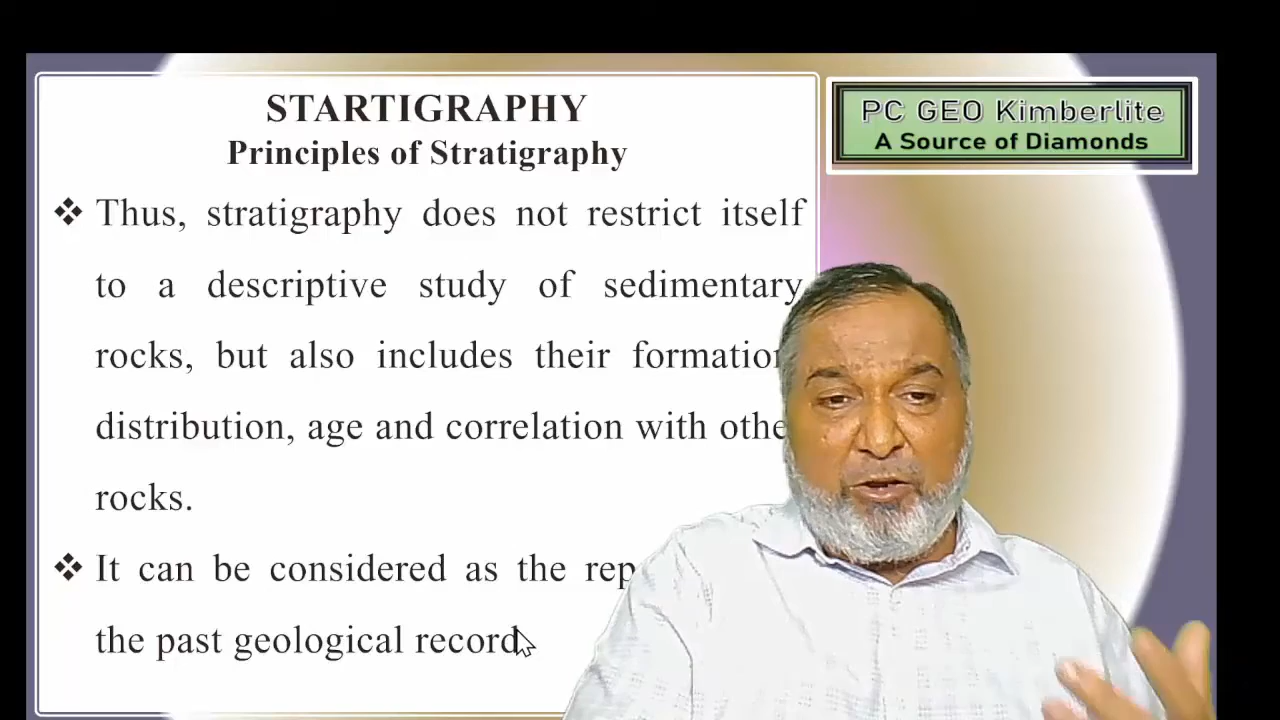 STARTIGRAPHY
Principles of Stratigraphy
❖ Thus, stratigraphy does not restrict itself
to a descriptive study of sedimentary
rocks, but also includes their formation
distribution, age and correlation with other
rocks.
❖ It can be considered as the
the past geological record
PC GEO Kimberlite
A Source of Diamonds